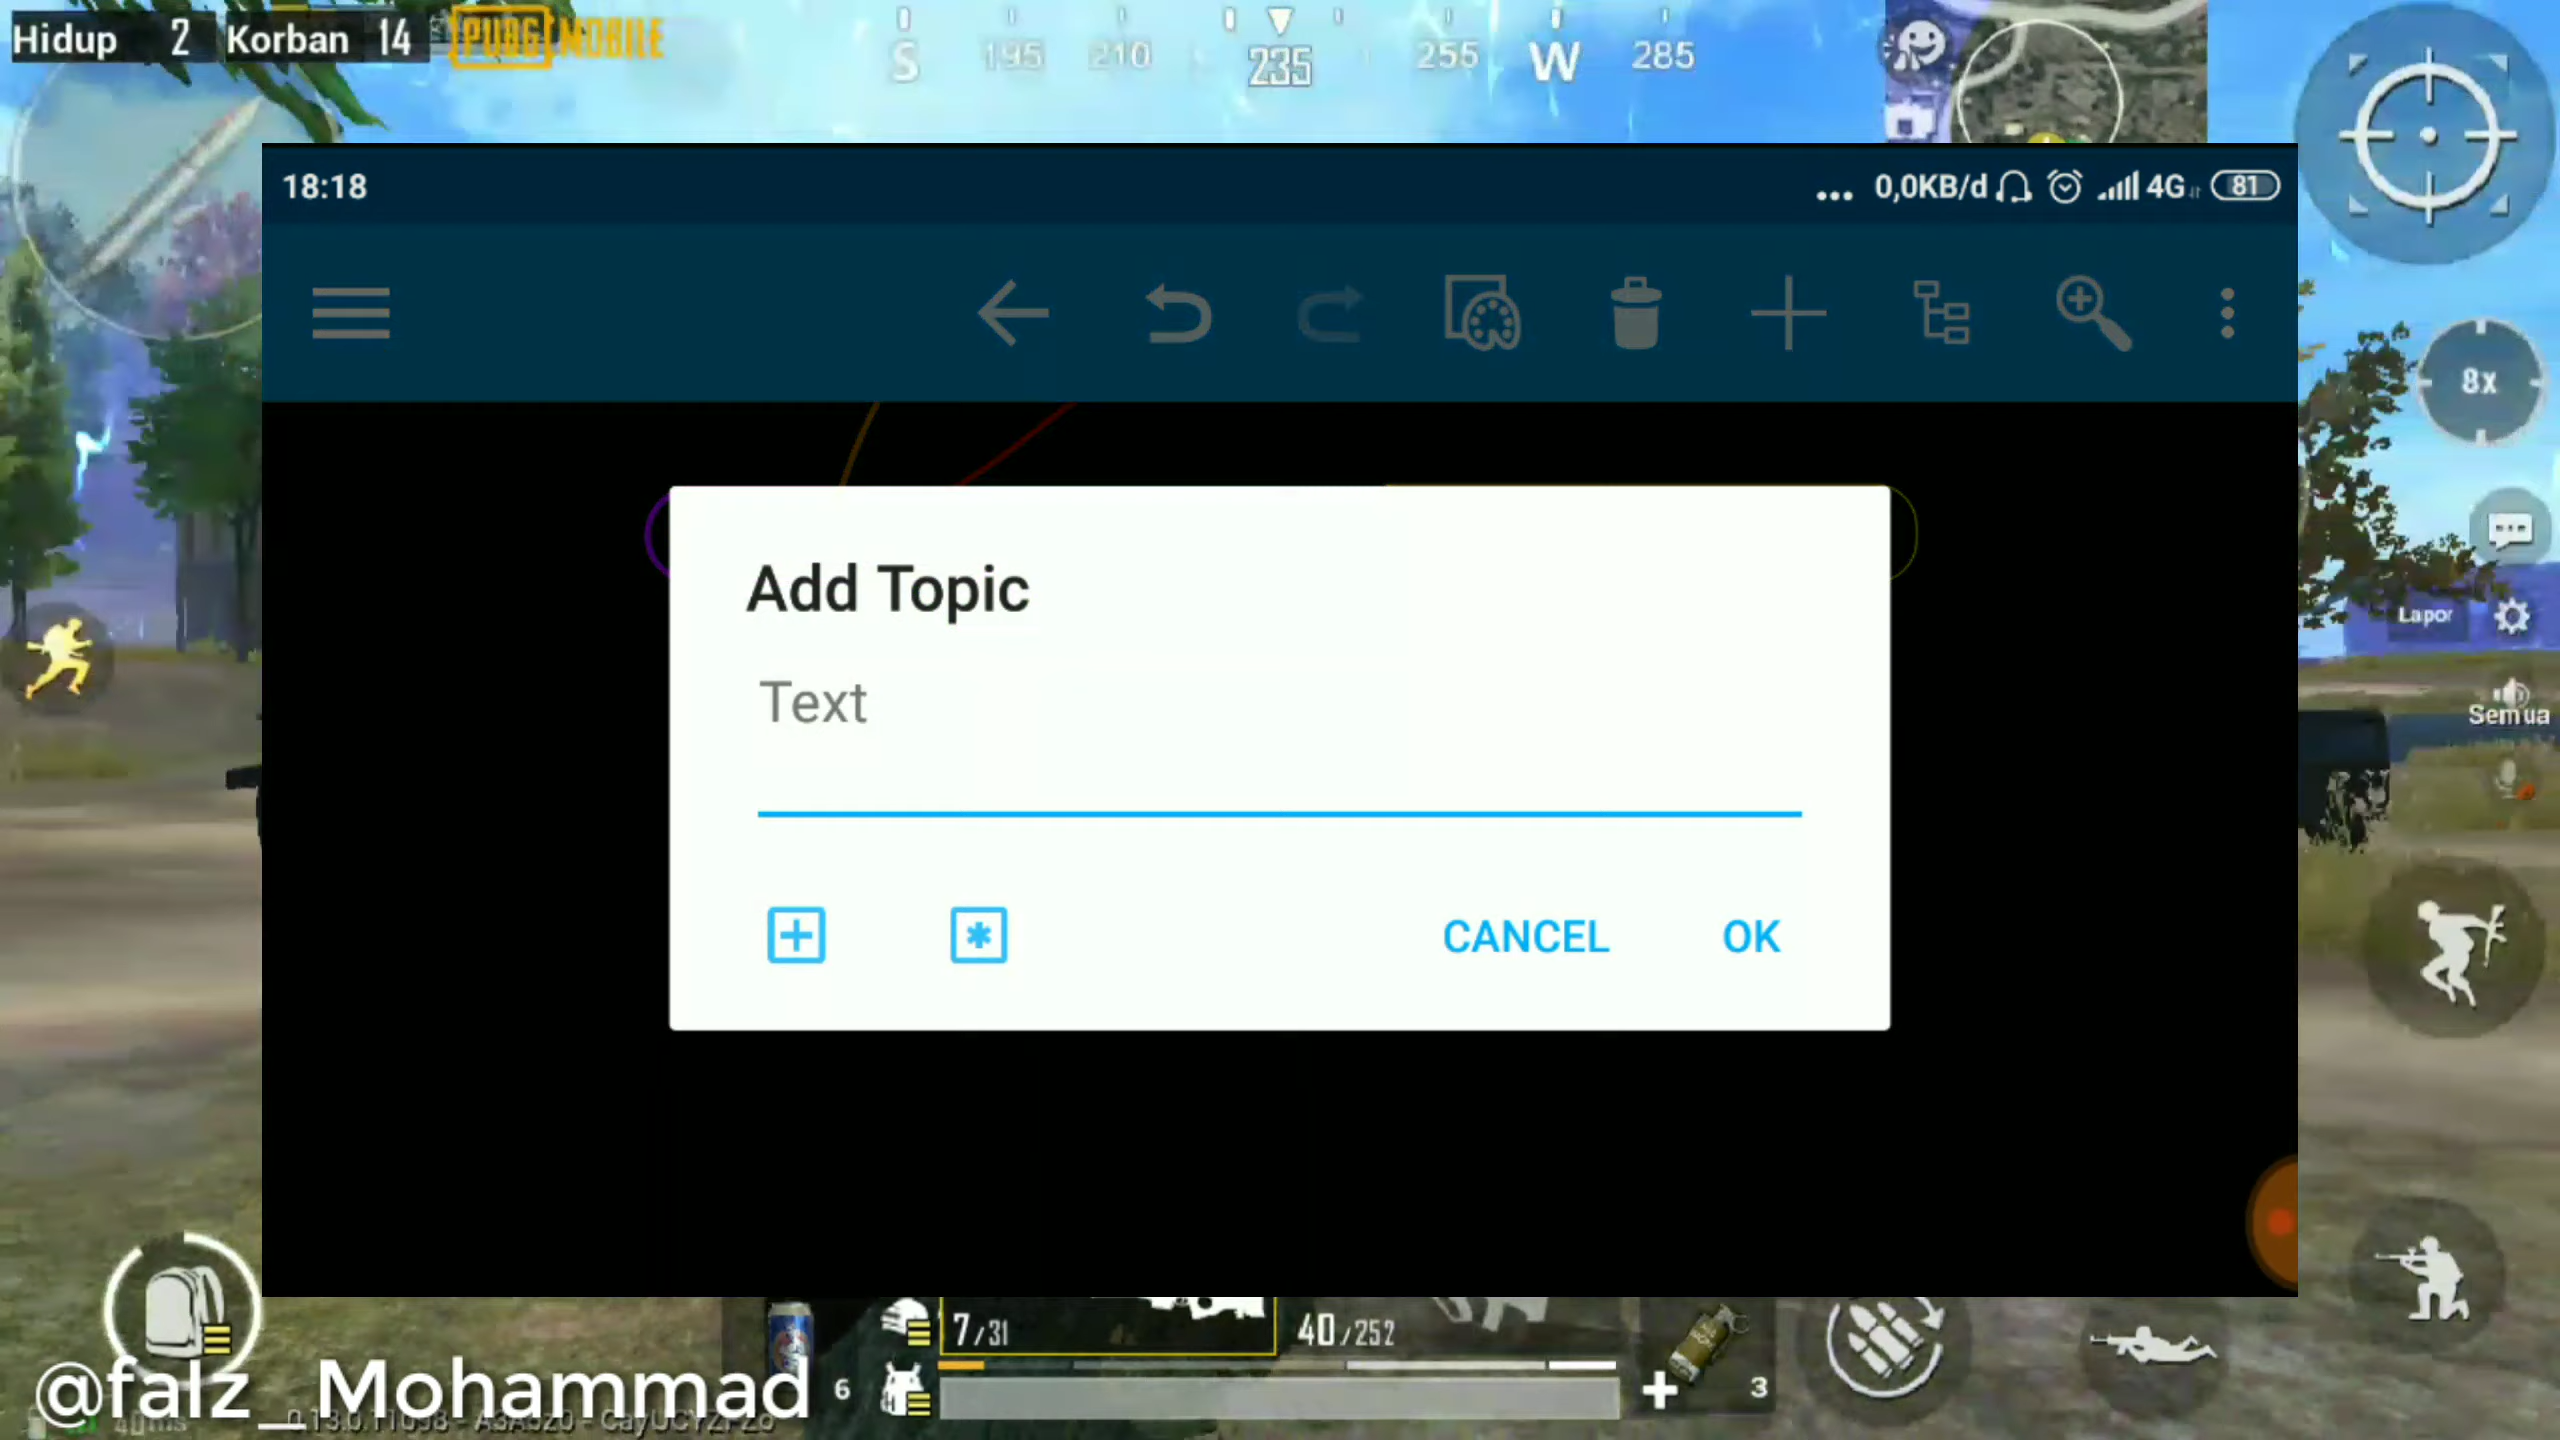 Hidup 2 Korban 14 PUBG MOBILE
S 195 210 235 255 W 285
18:18 ... 0,0KB/d 4G 81
8x
Add Topic
Text
CANCEL OK
Lapor
Semua
7/31 40/252
6 3
@falz_Mohammad